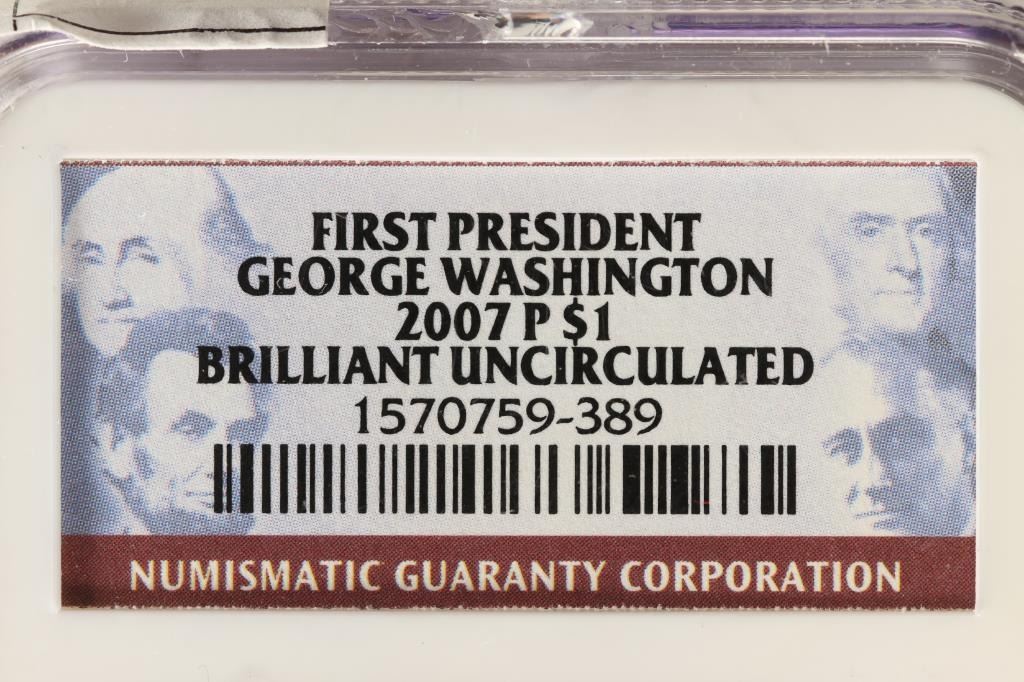 FIRST PRESIDENT
GEORGE WASHINGTON
2007 P $1
BRILLIANT UNCIRCULATED
1570759-389
NUMISMATIC GUARANTY CORPORATION